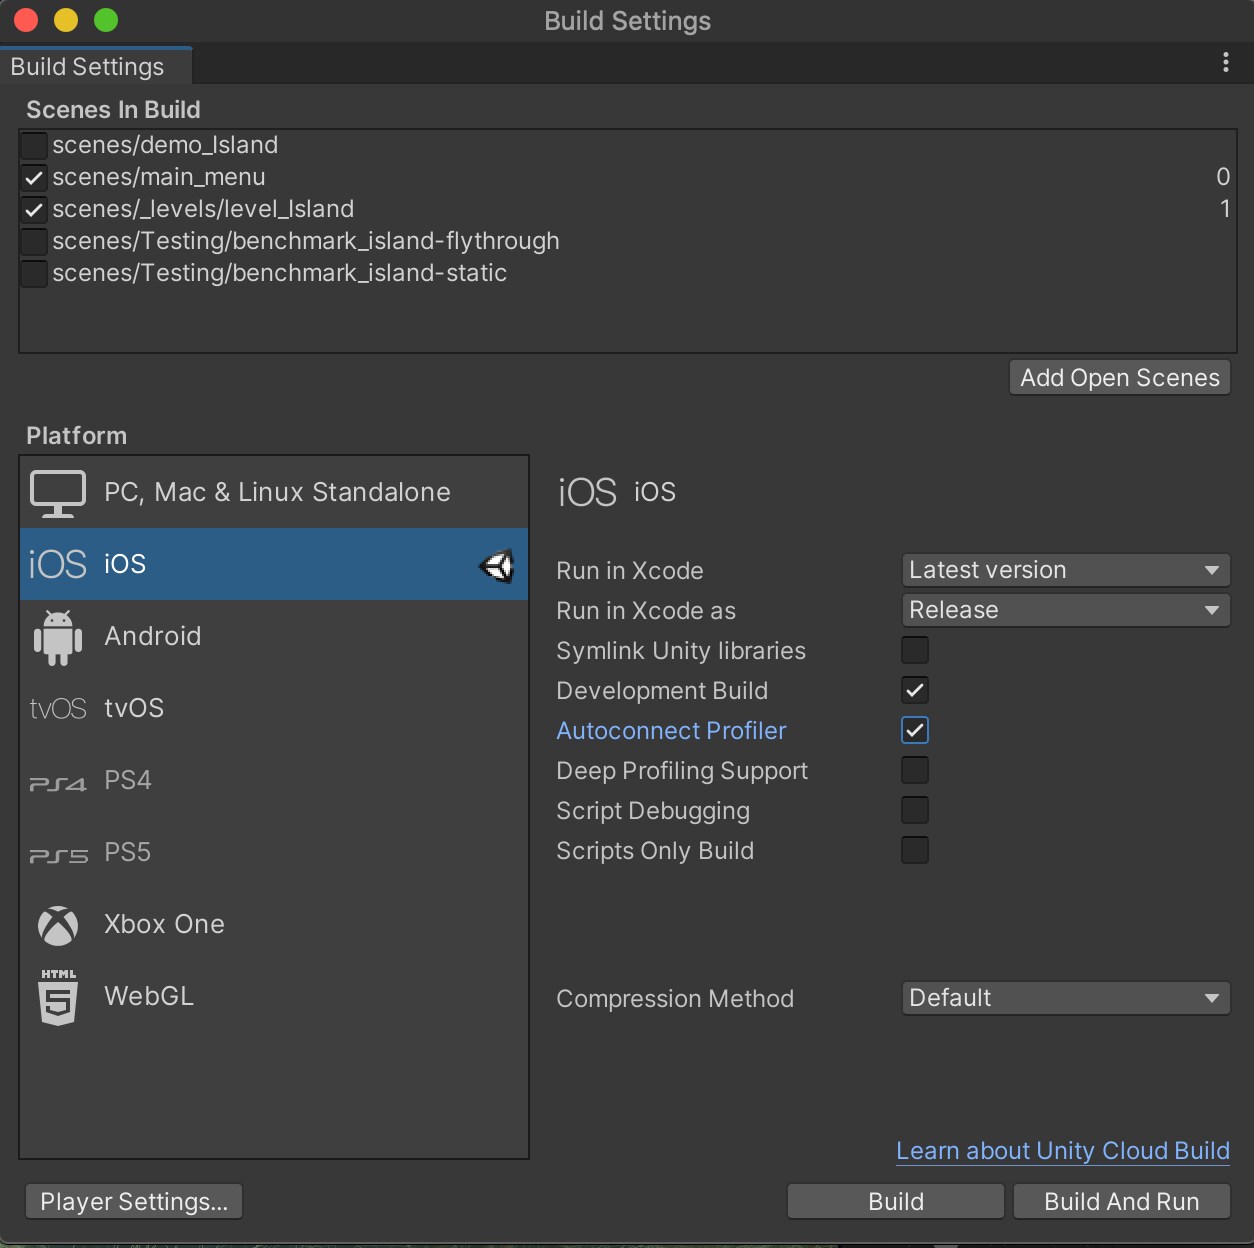 Build Settings
Build Settings
Scenes In Build
scenes/demo_Island
scenes/main_menu 0
scenes/_levels/level_Island 1
scenes/Testing/benchmark_island-flythrough
scenes/Testing/benchmark_island-static
Add Open Scenes
Platform
PC, Mac & Linux Standalone
iOS iOS
Android
tvOS tvOS
PS4 PS4
PS5 PS5
Xbox One
HTML 5 WebGL
iOS iOS
Run in Xcode Latest version
Run in Xcode as Release
Symlink Unity libraries
Development Build
Autoconnect Profiler
Deep Profiling Support
Script Debugging
Scripts Only Build
Compression Method Default
Learn about Unity Cloud Build
Player Settings... Build Build And Run